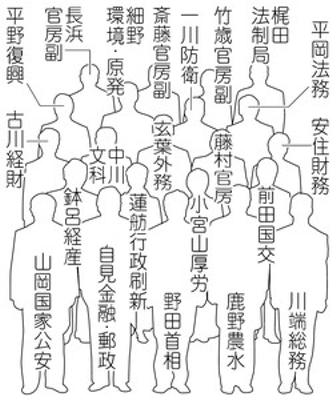 梶田
法制局
竹歳官房副
一川防衛
斎藤官房副
細野
環境・原発
長浜
官房副
平野復興
平岡法務
安住財務
藤村官房
玄葉外務
中川
文科
古川経財
前田国交
小宮山厚労
蓮舫行政刷新
鉢呂経産
川端総務
鹿野農水
野田首相
自見金融・郵政
山岡国家公安